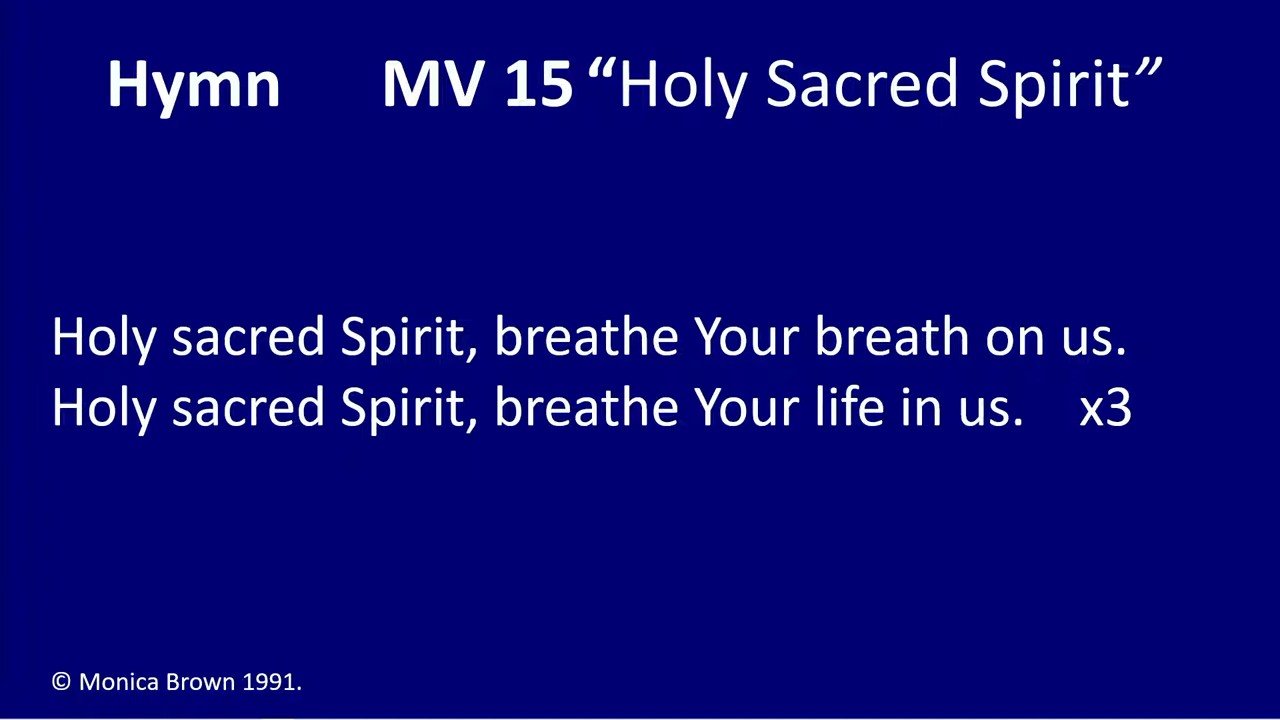 Hymn MV 15 “Holy Sacred Spirit”
Holy sacred Spirit, breathe Your breath on us.
Holy sacred Spirit, breathe Your life in us. x3
© Monica Brown 1991.